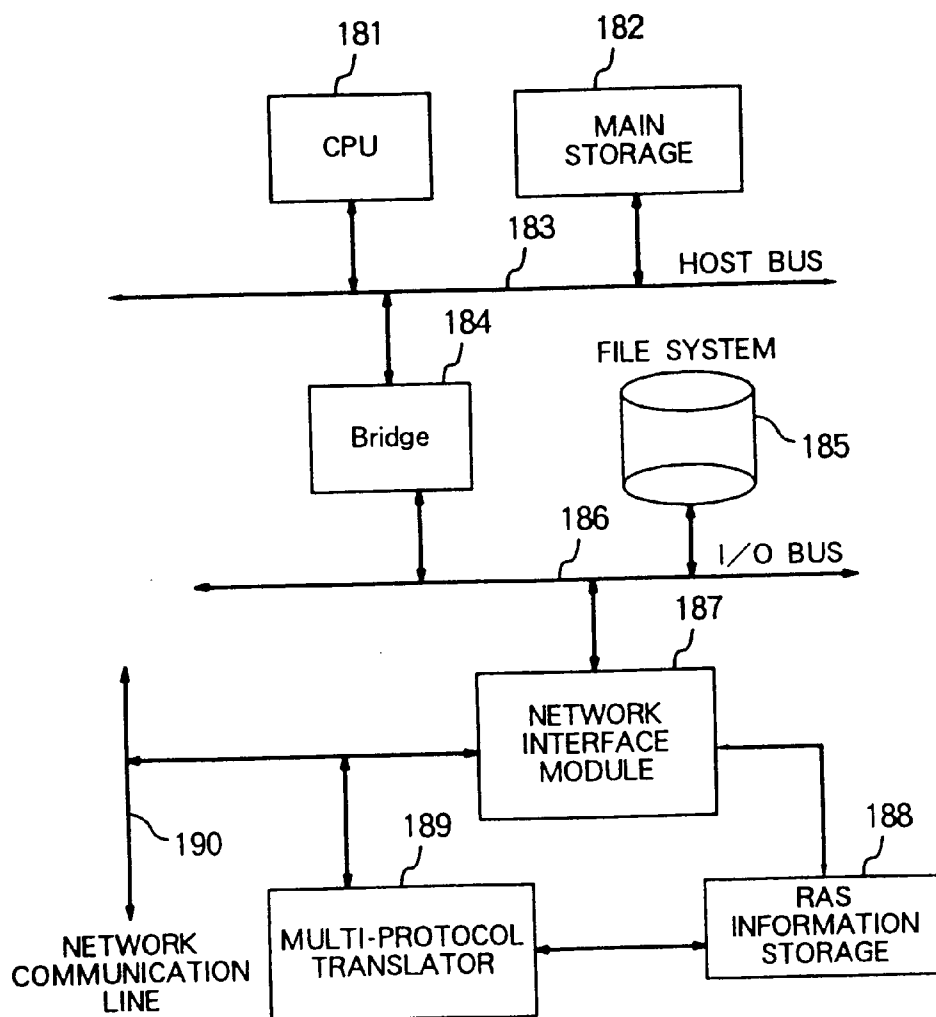 181
182
CPU
MAIN
STORAGE
183
HOST BUS
184
FILE SYSTEM
Bridge
185
186
I/O BUS
187
NETWORK
INTERFACE
MODULE
190
189
188
MULTI-PROTOCOL
TRANSLATOR
RAS
INFORMATION
STORAGE
NETWORK
COMMUNICATION
LINE